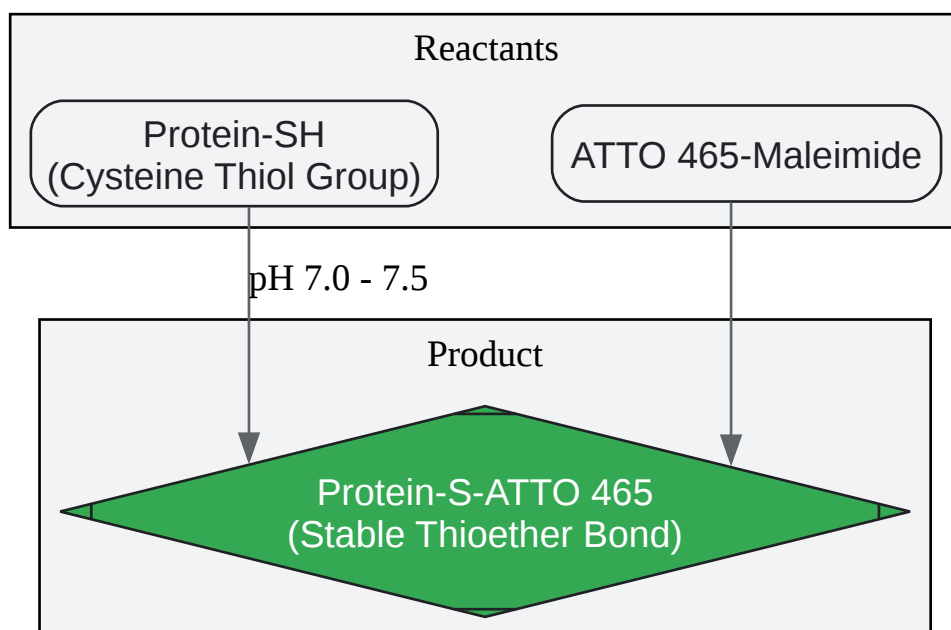 Reactants
Protein-SH
(Cysteine Thiol Group)
ATTO 465-Maleimide
pH 7.0 - 7.5
Product
Protein-S-ATTO 465
(Stable Thioether Bond)